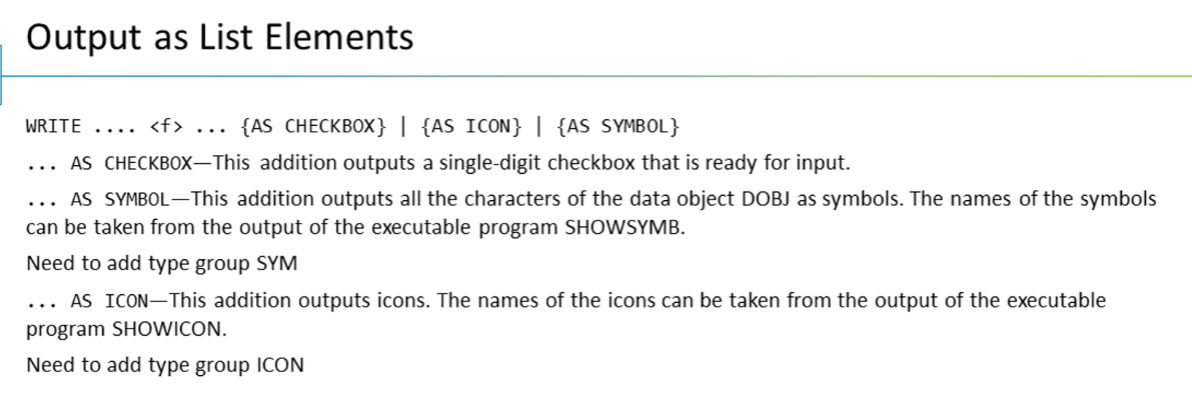 Output as List Elements
WRITE .... <f> ... {AS CHECKBOX} | {AS ICON} | {AS SYMBOL}
... AS CHECKBOX—This addition outputs a single-digit checkbox that is ready for input.
... AS SYMBOL—This addition outputs all the characters of the data object DOBJ as symbols. The names of the symbols
can be taken from the output of the executable program SHOWSYMB.
Need to add type group SYM
... AS ICON—This addition outputs icons. The names of the icons can be taken from the output of the executable
program SHOWICON.
Need to add type group ICON